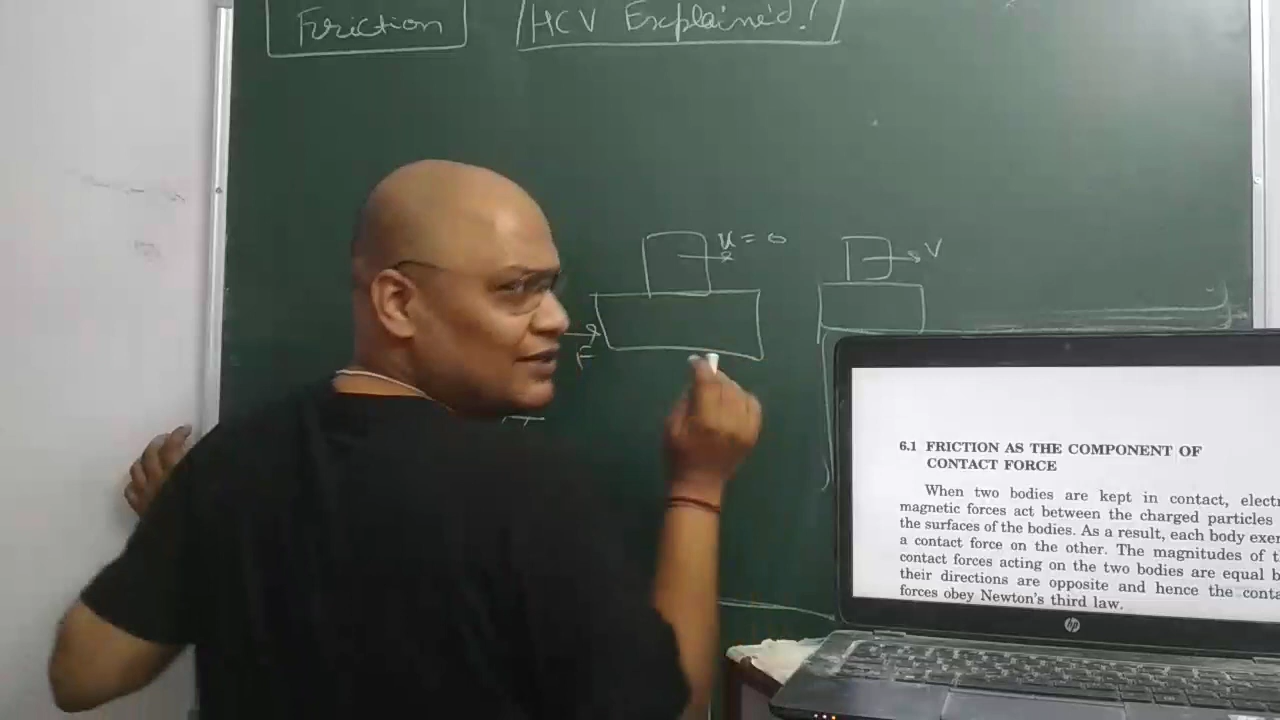 Friction
HCV Explained!
u = 0
V
F
6.1 FRICTION AS THE COMPONENT OF
CONTACT FORCE
When two bodies are kept in contact, electr
magnetic forces act between the charged particles
the surfaces of the bodies. As a result, each body exer
a contact force on the other. The magnitudes of t
contact forces acting on the two bodies are equal b
their directions are opposite and hence the conta
forces obey Newton's third law.
hp